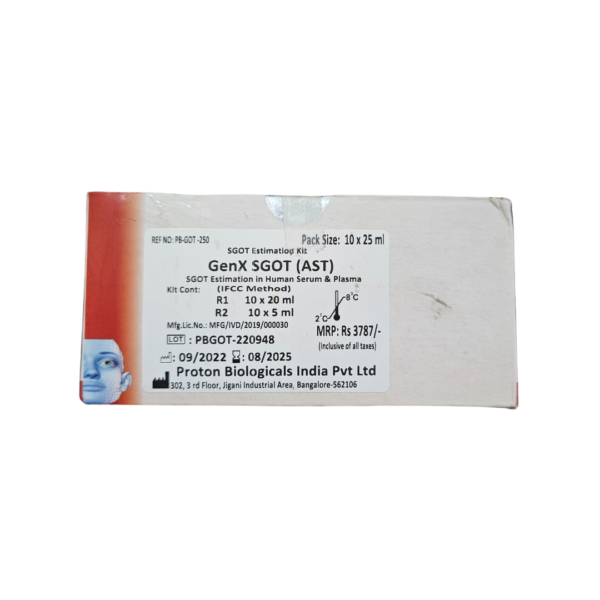 REF NO: PB-GOT -250
Pack Size: 10 x 25 ml
SGOT Estimation Kit
GenX SGOT (AST)
SGOT Estimation in Human Serum & Plasma
Kit Cont: (IFCC Method)
R1 10 x 20 ml
R2 10 x 5 ml
8°C
2°C
Mfg.Lic.No.: MFG/IVD/2019/000030
MRP: Rs 3787/-
(Inclusive of all taxes)
LOT : PBGOT-220948
: 09/2022 : 08/2025
Proton Biologicals India Pvt Ltd
302, 3 rd Floor, Jigani Industrial Area, Bangalore-562106